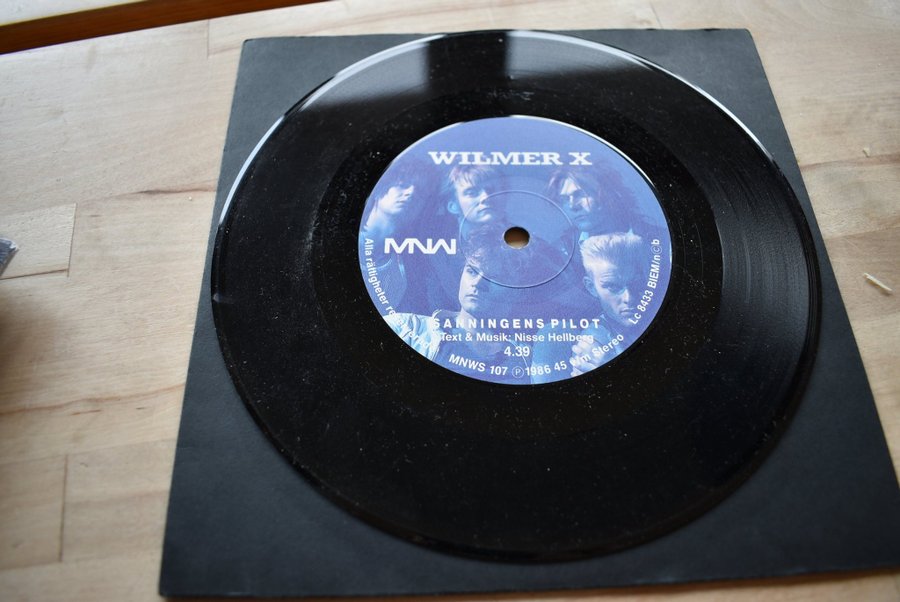 WILMER X
MNW
SANNINGENS PILOT
Text & Musik: Nisse Hellberg
4.39
Alla rättigheter
MNWS 107 Ⓟ 1986 45 Stereo
Lc 8433 BIEM/n©b